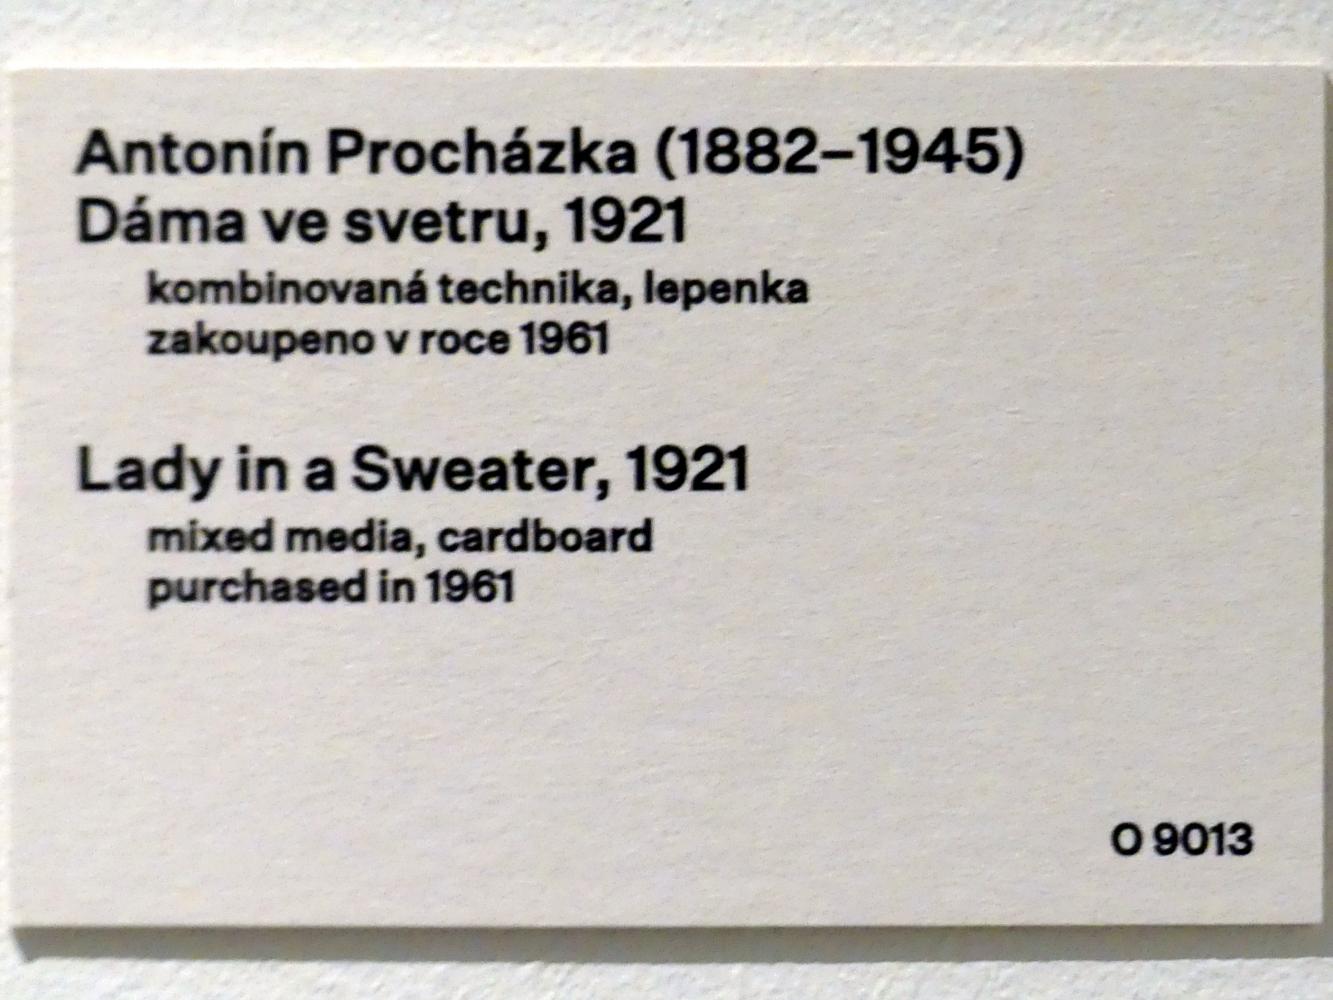 Antonín Procházka (1882–1945)
Dáma ve svetru, 1921
kombinovaná technika, lepenka
zakoupeno v roce 1961
Lady in a Sweater, 1921
mixed media, cardboard
purchased in 1961
O 9013